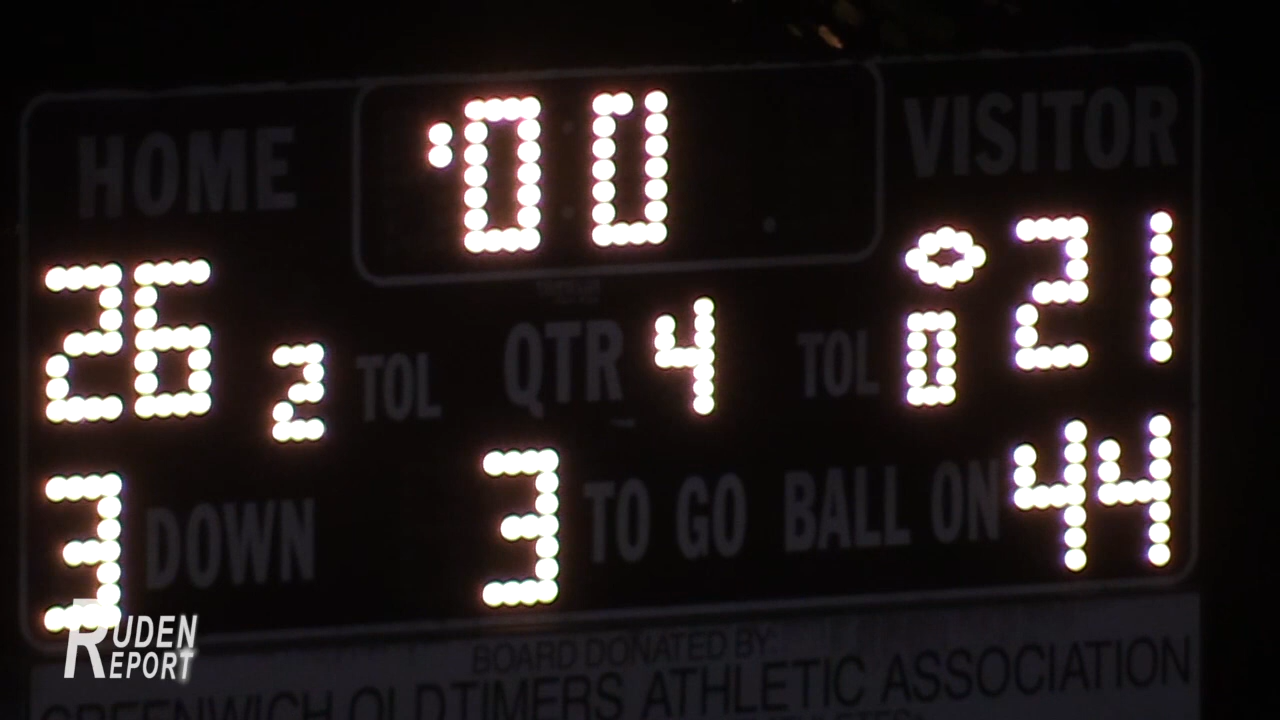 HOME '00 VISITOR
26 2 TOL QTR 4 TOL 0 21
3 DOWN 3 TO GO BALL ON 44
BOARD DONATED BY:
GREENWICH OLDTIMERS ATHLETIC ASSOCIATION
RUDEN
REPORT